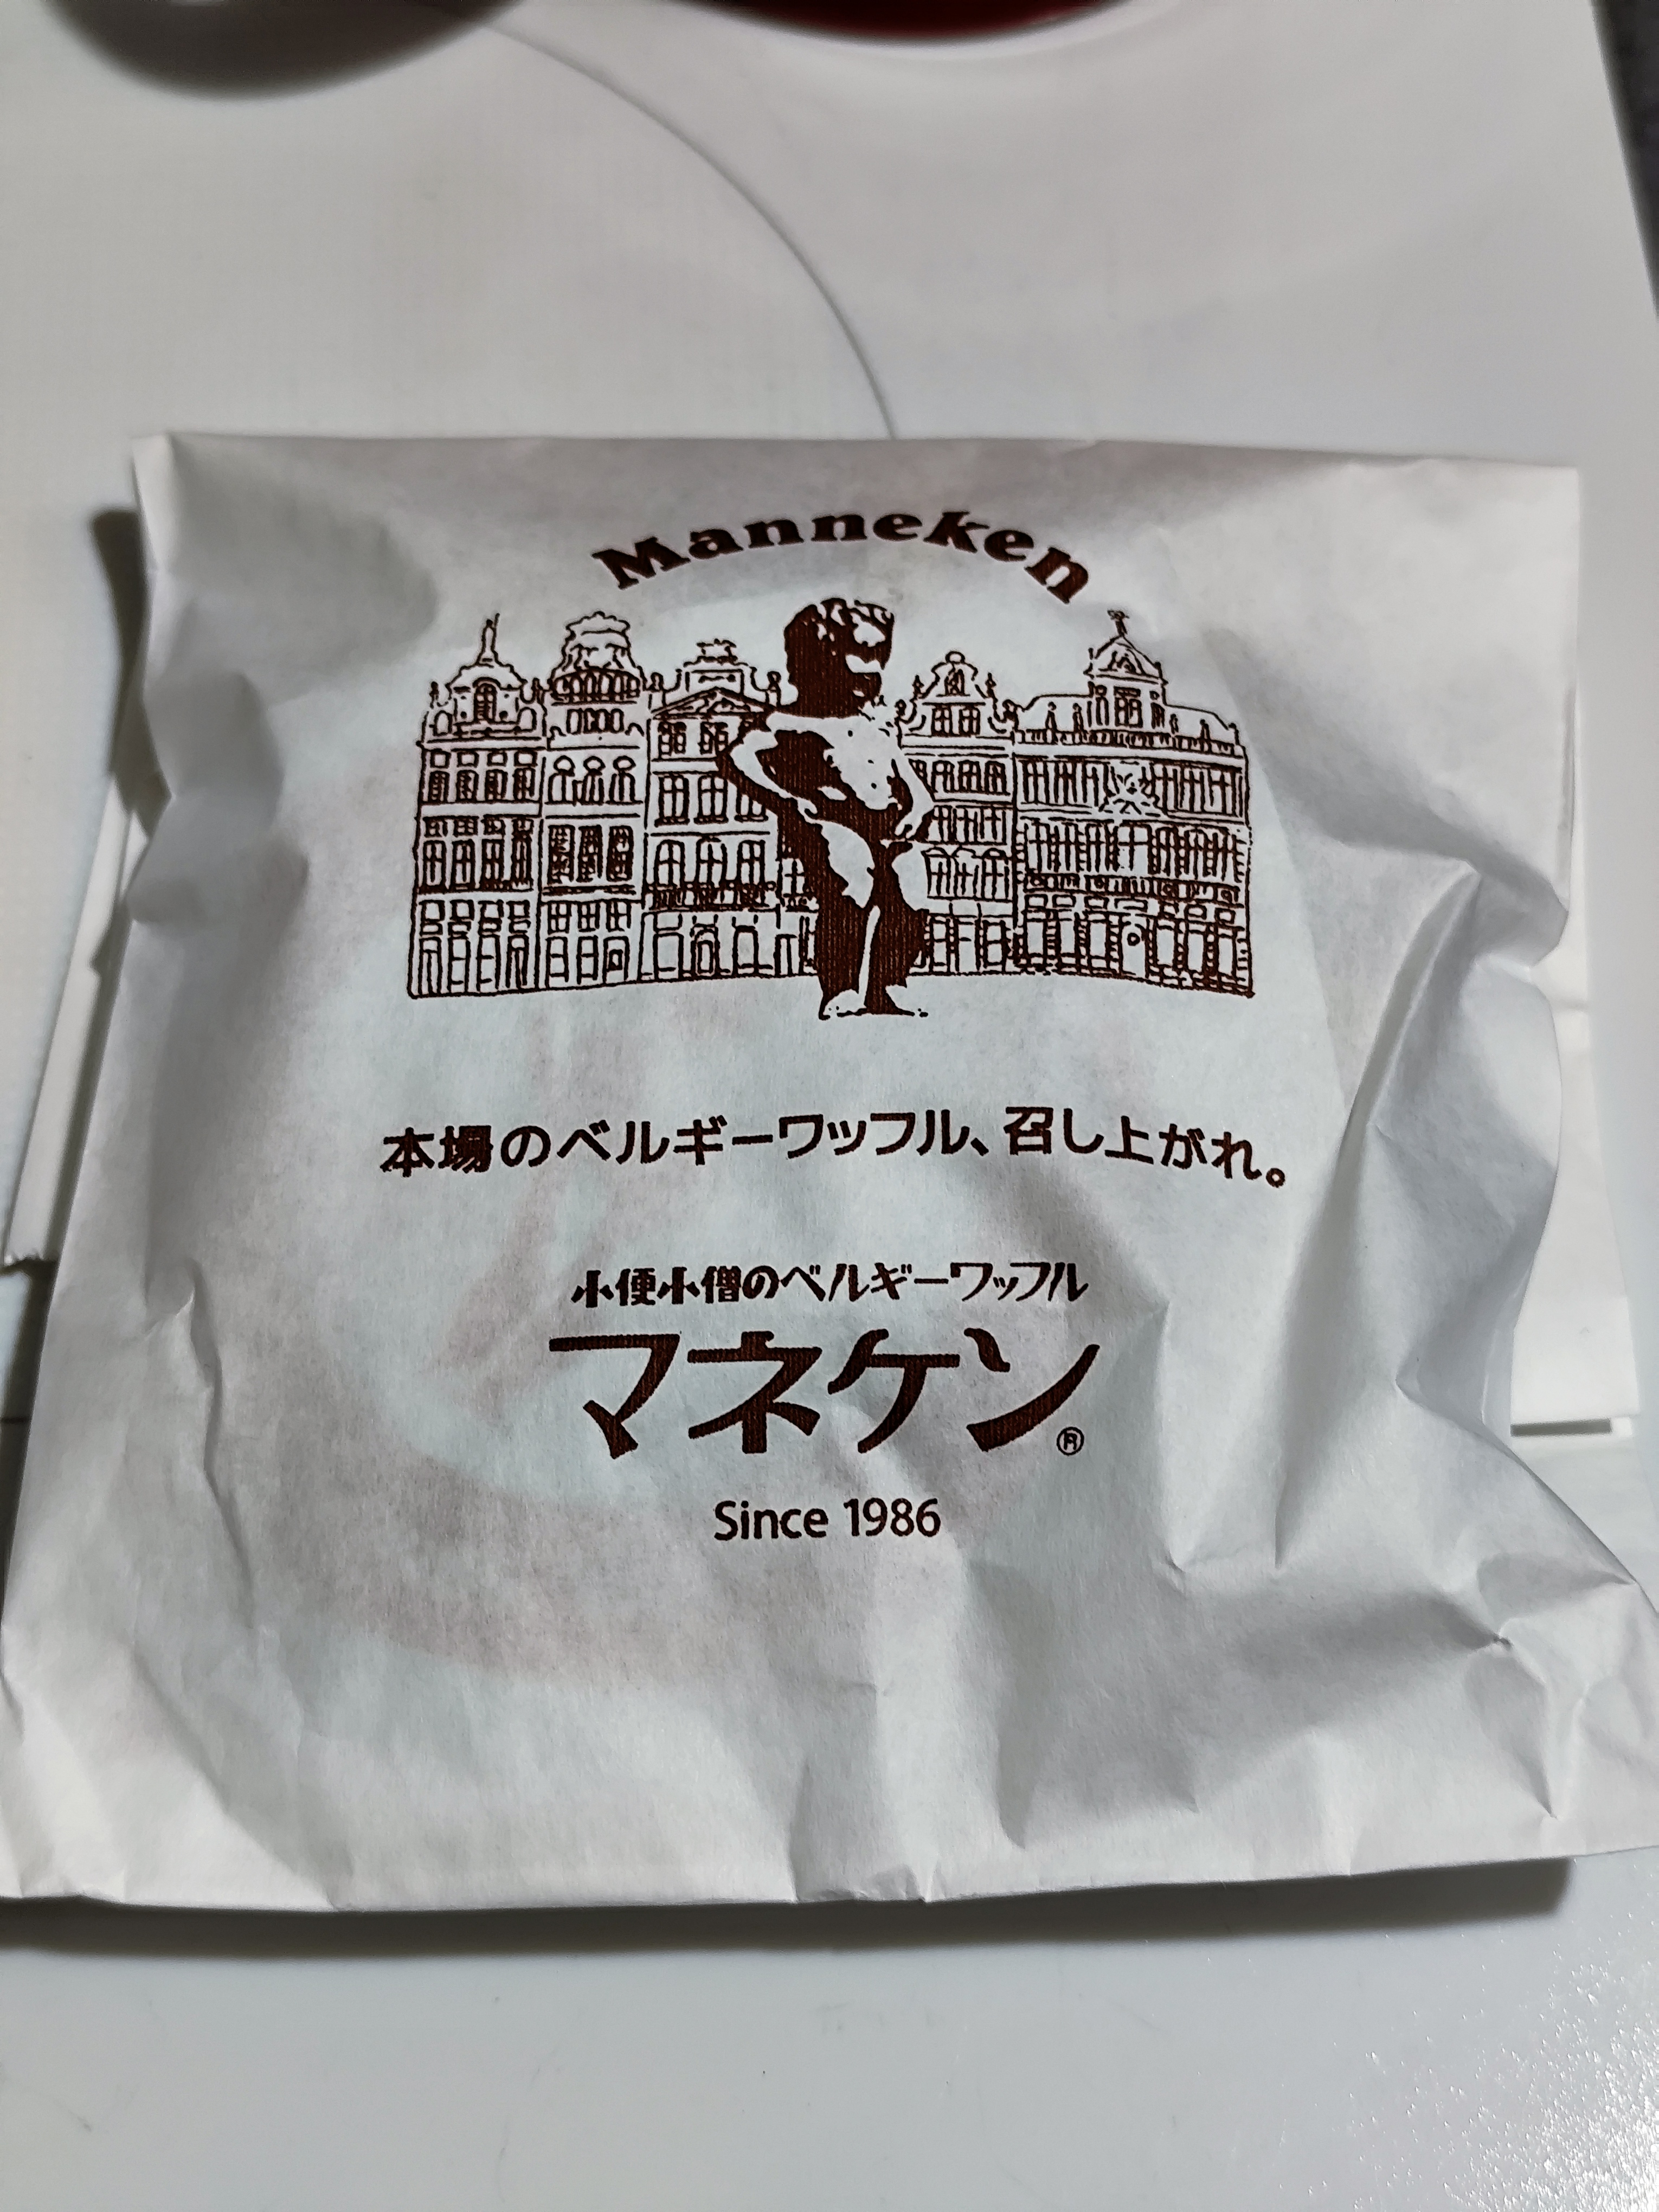 Manneken
本場のベルギーワッフル、召し上がれ。
小便小僧のベルギーワッフル
マネケン®
Since 1986